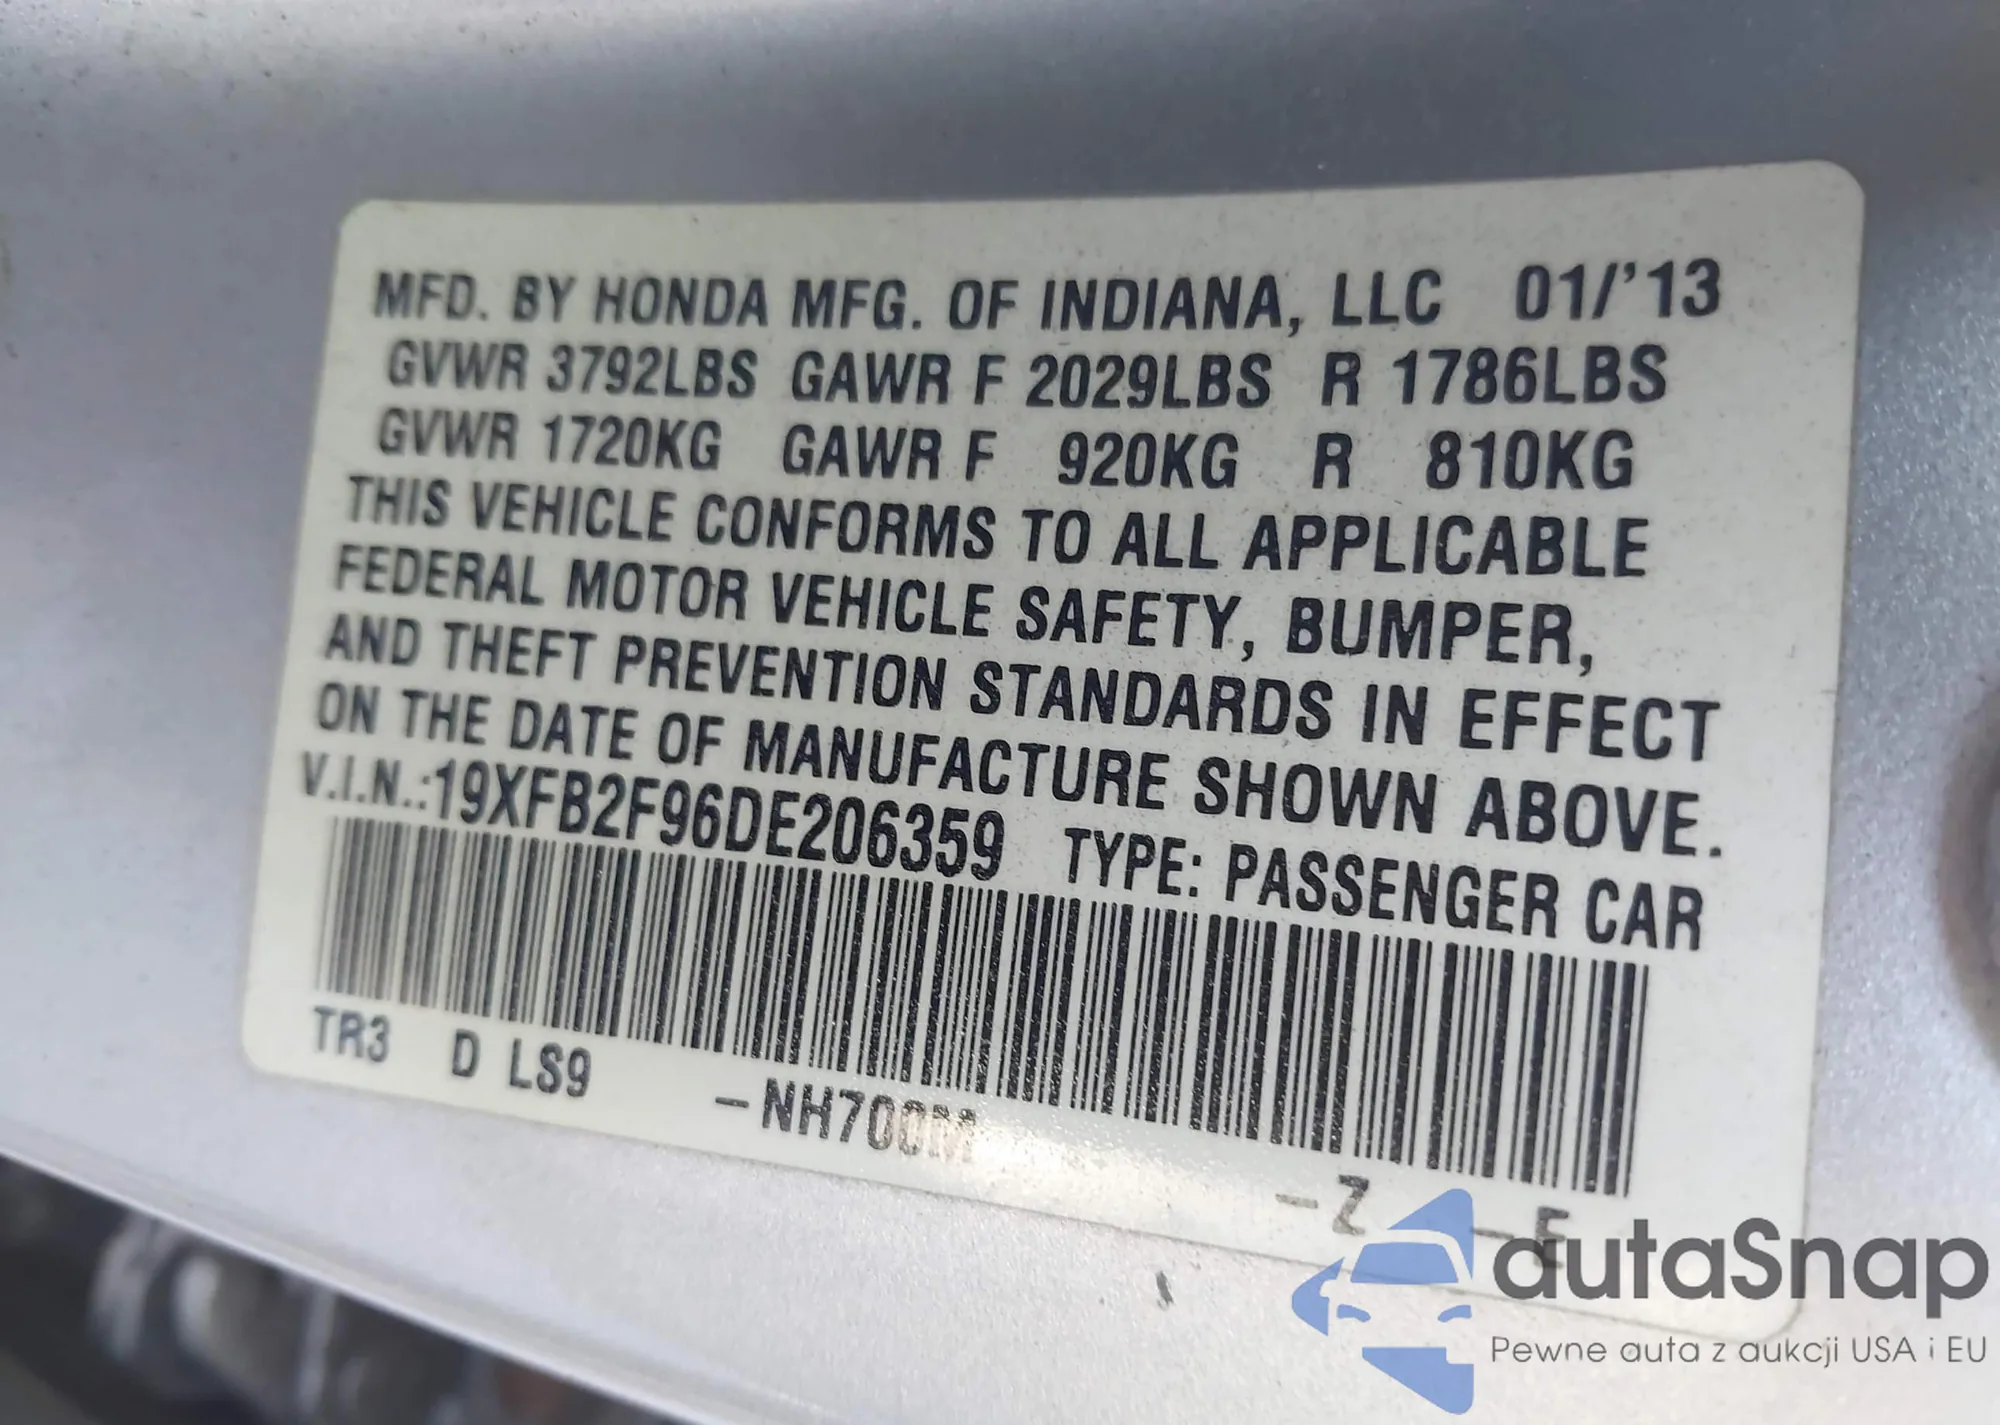 MFD. BY HONDA MFG. OF INDIANA, LLC 01/'13
GVWR 3792LBS GAWR F 2029LBS R 1786LBS
GVWR 1720KG GAWR F 920KG R 810KG
THIS VEHICLE CONFORMS TO ALL APPLICABLE
FEDERAL MOTOR VEHICLE SAFETY, BUMPER,
AND THEFT PREVENTION STANDARDS IN EFFECT
ON THE DATE OF MANUFACTURE SHOWN ABOVE.
V.I.N.:19XFB2F96DE206359 TYPE: PASSENGER CAR
TR3 D LS9 -NH700M -Z -E
autaSnap
Pewne auta z aukcji USA i EU